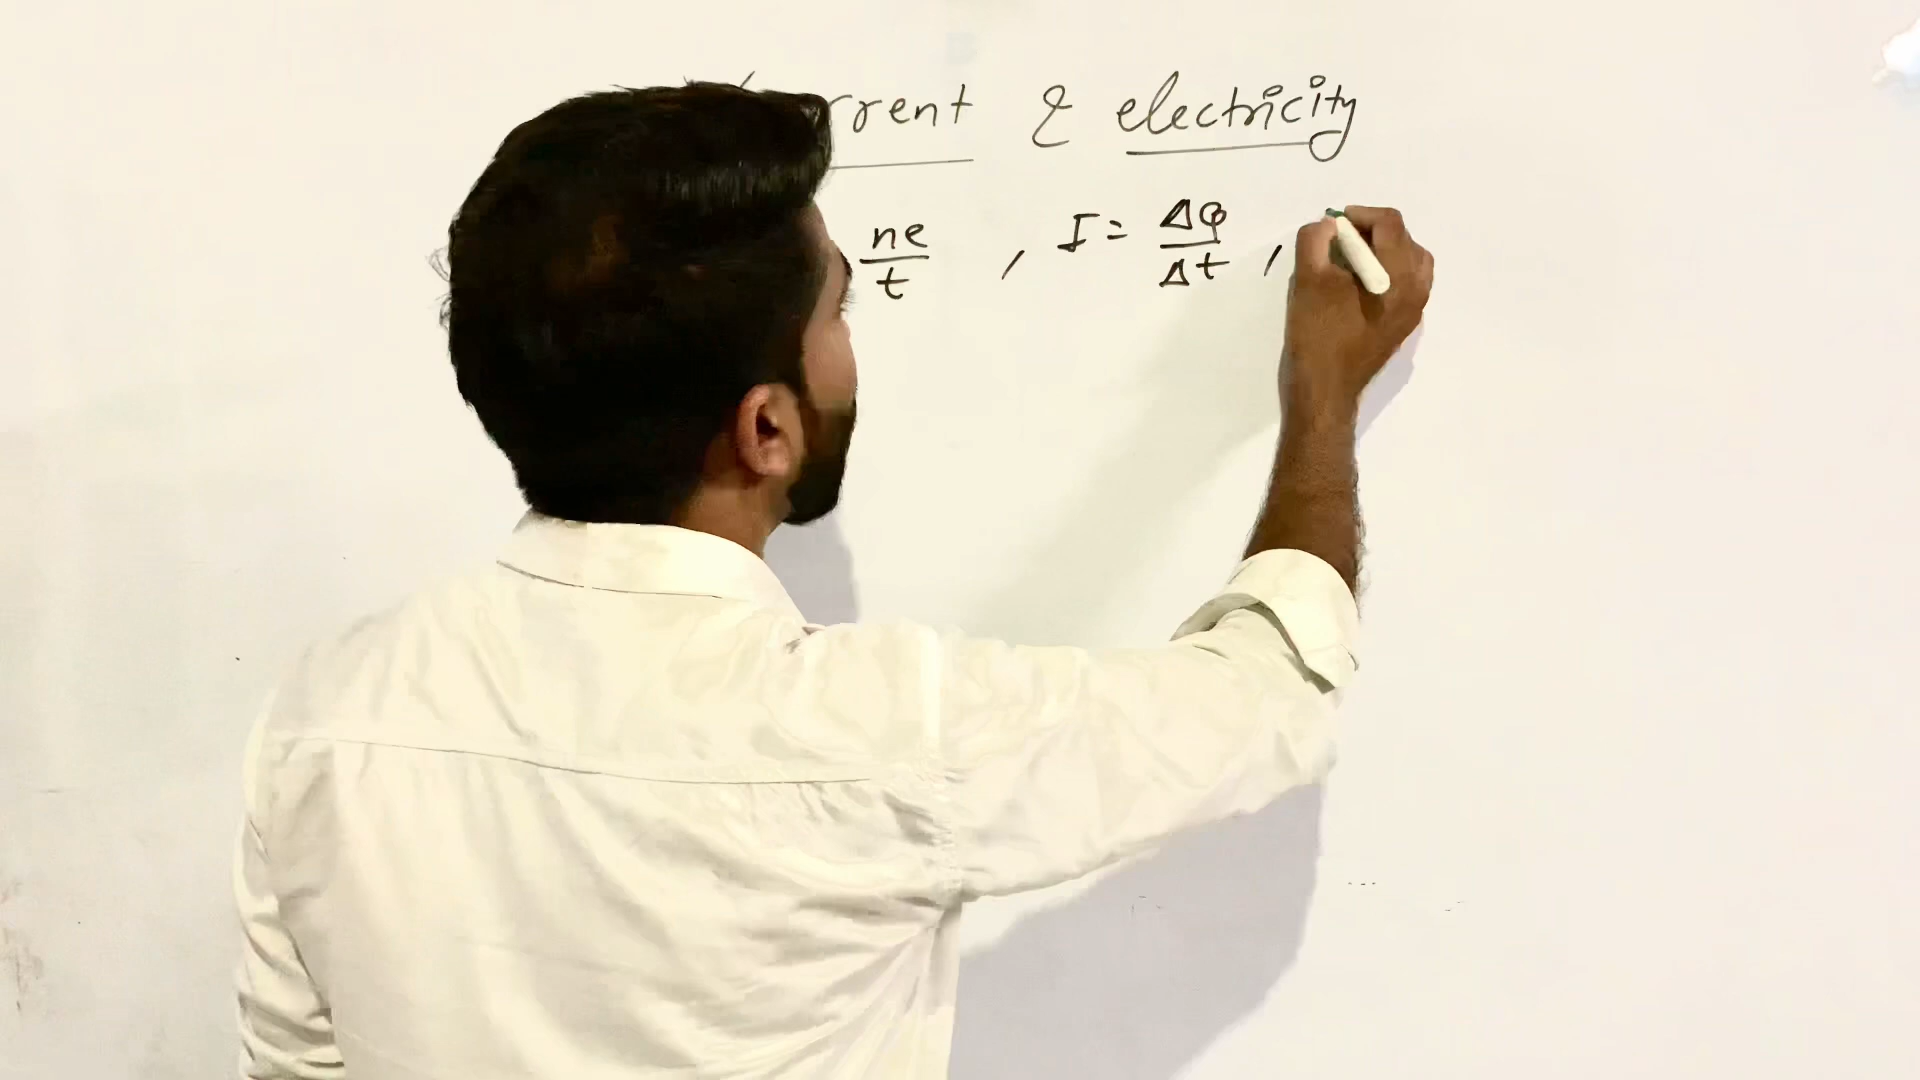 rrent & electricity
ne/t , I = ΔQ/Δt ,